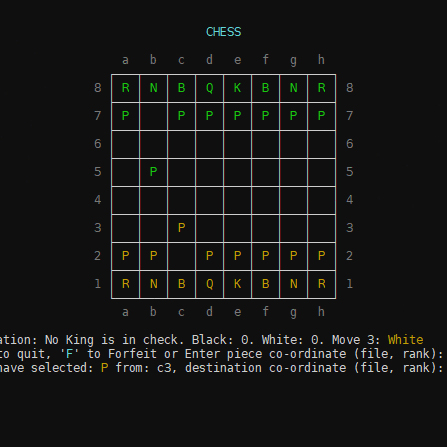 CHESS
a b c d e f g h
8 R N B Q K B N R 8
7 P P P P P P P 7
6 6
5 P 5
4 4
3 P 3
2 P P P P P P P 2
1 R N B Q K B N R 1
a b c d e f g h
ation: No King is in check. Black: 0. White: 0. Move 3: White
to quit, 'F' to Forfeit or Enter piece co-ordinate (file, rank):
have selected: P from: c3, destination co-ordinate (file, rank):